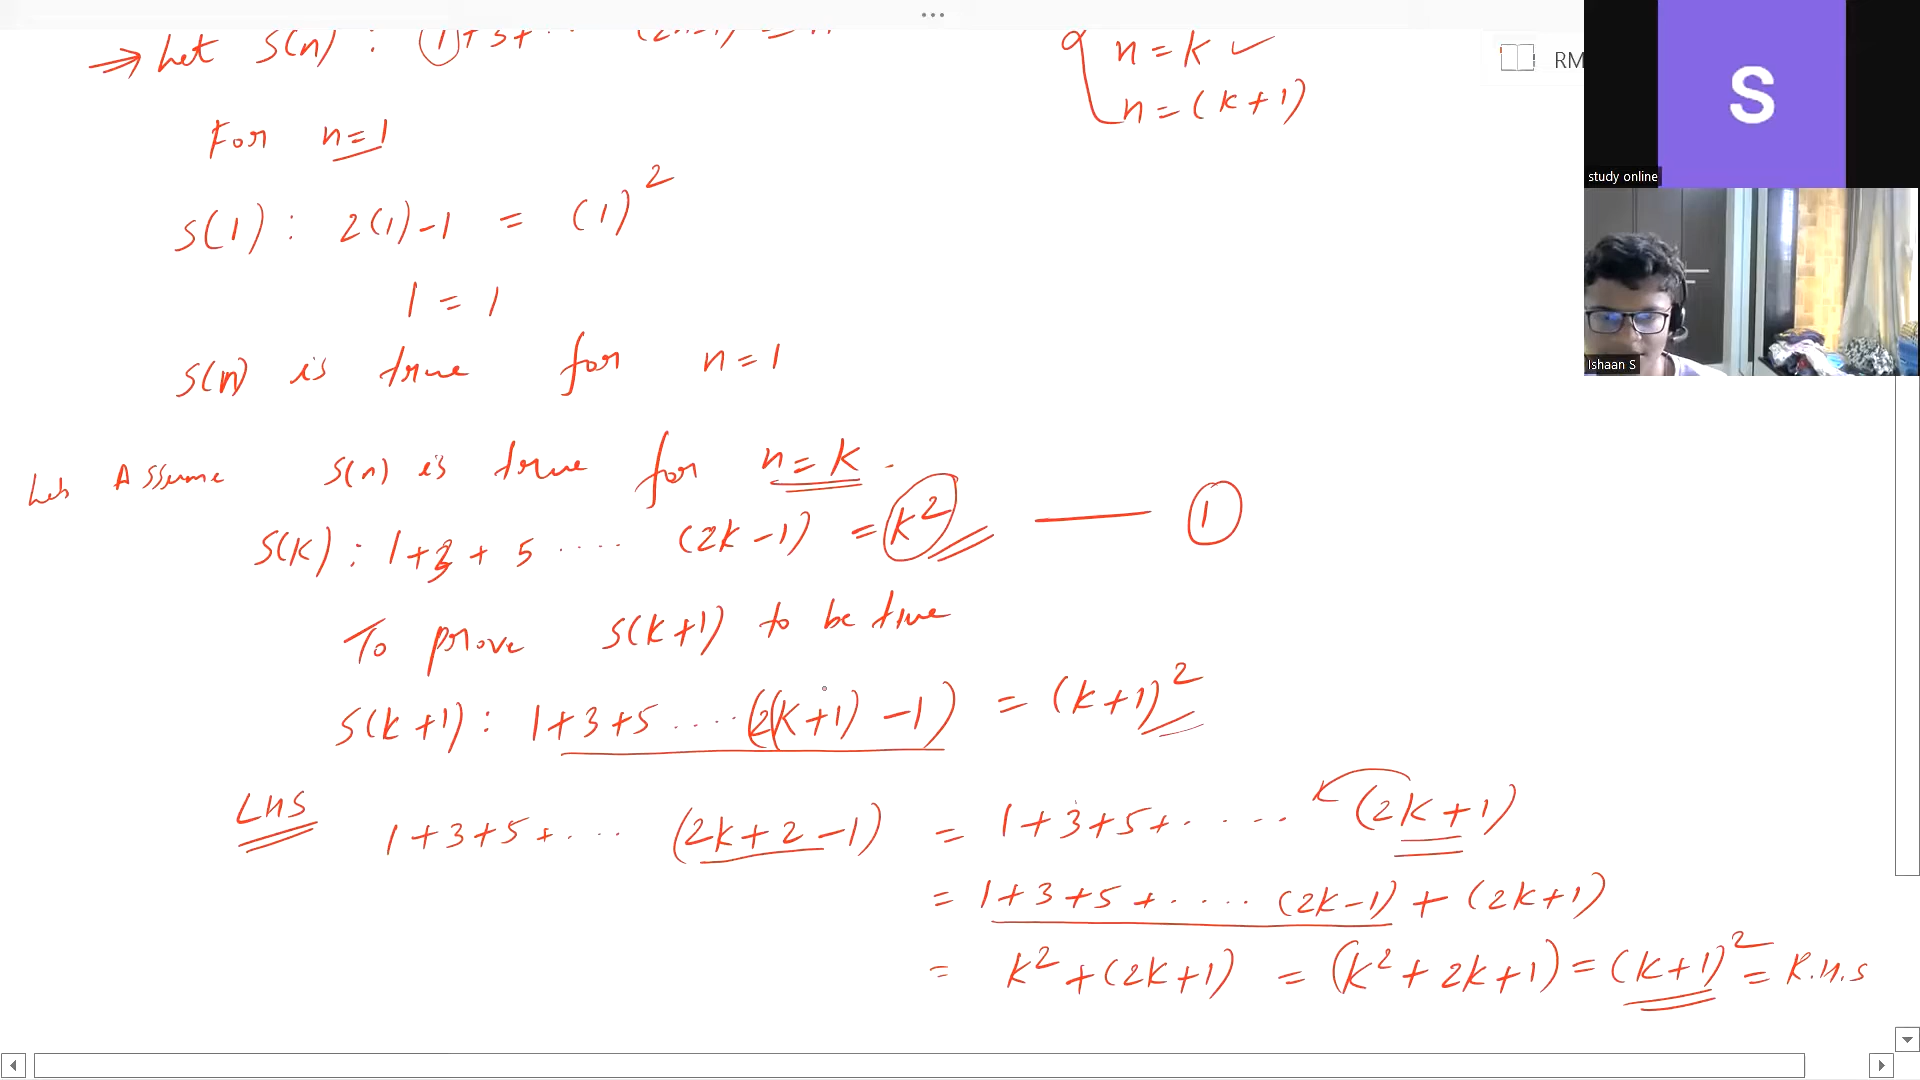 ⇒ Let S(n) : 1+3+ ....
n = k ✓
n = (k+1)
RM
S
study online
Ishaan S
For n=1
S(1) : 2(1)-1 = (1)²
1 = 1
S(n) is true for n=1
Let Assume S(n) is true for n=k.
S(k) : 1+3+ 5 .... (2k-1) = k² —— ①
To prove S(k+1) to be true
S(k+1) : 1+3+5 ....(2(k+1) -1) = (k+1)²
LHS 1+3+5+... (2k+2-1) = 1+3+5+..... (2k+1)
= 1+3+5+..... (2k-1) + (2k+1)
= k²+(2k+1) = (k²+2k+1) = (k+1)² = R.H.S